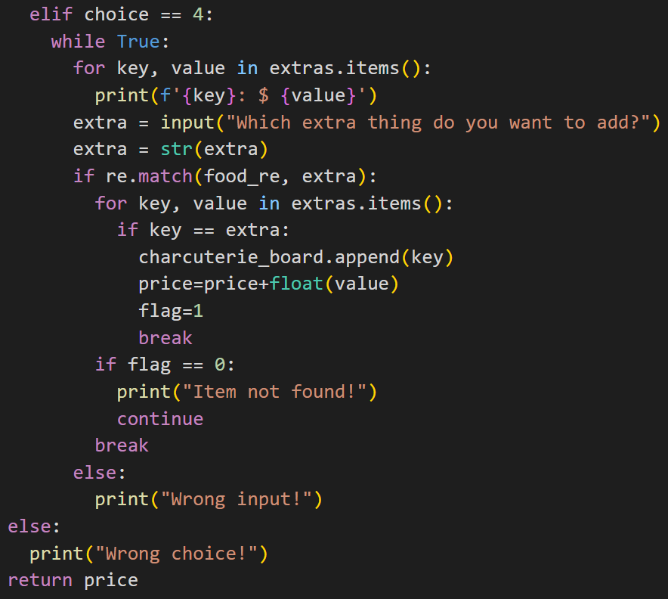 elif choice == 4:
    while True:
      for key, value in extras.items():
        print(f'{key}: $ {value}')
      extra = input("Which extra thing do you want to add?")
      extra = str(extra)
      if re.match(food_re, extra):
        for key, value in extras.items():
          if key == extra:
            charcuterie_board.append(key)
            price=price+float(value)
            flag=1
            break
        if flag == 0:
          print("Item not found!")
          continue
        break
      else:
        print("Wrong input!")
else:
  print("Wrong choice!")
return price